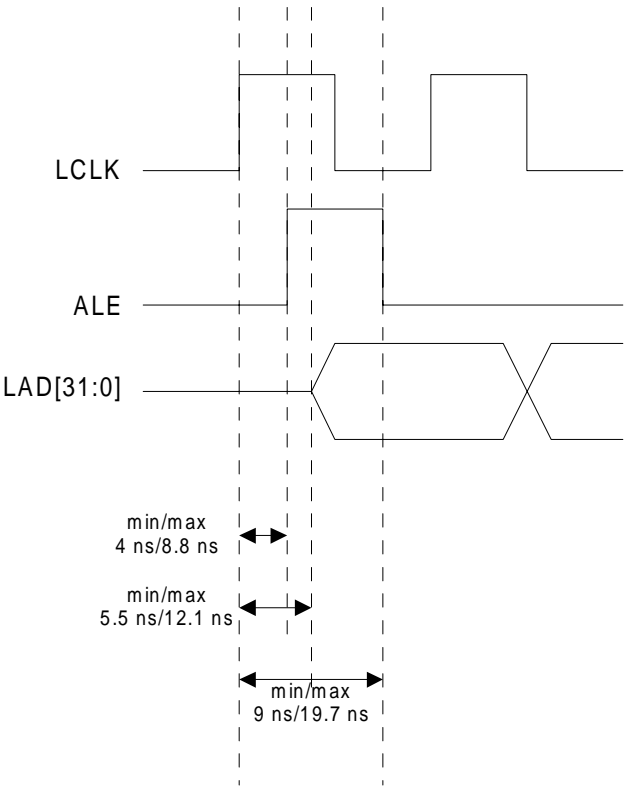 LCLK
ALE
LAD[31:0]
min/max
4 ns/8.8 ns
min/max
5.5 ns/12.1 ns
min/max
9 ns/19.7 ns